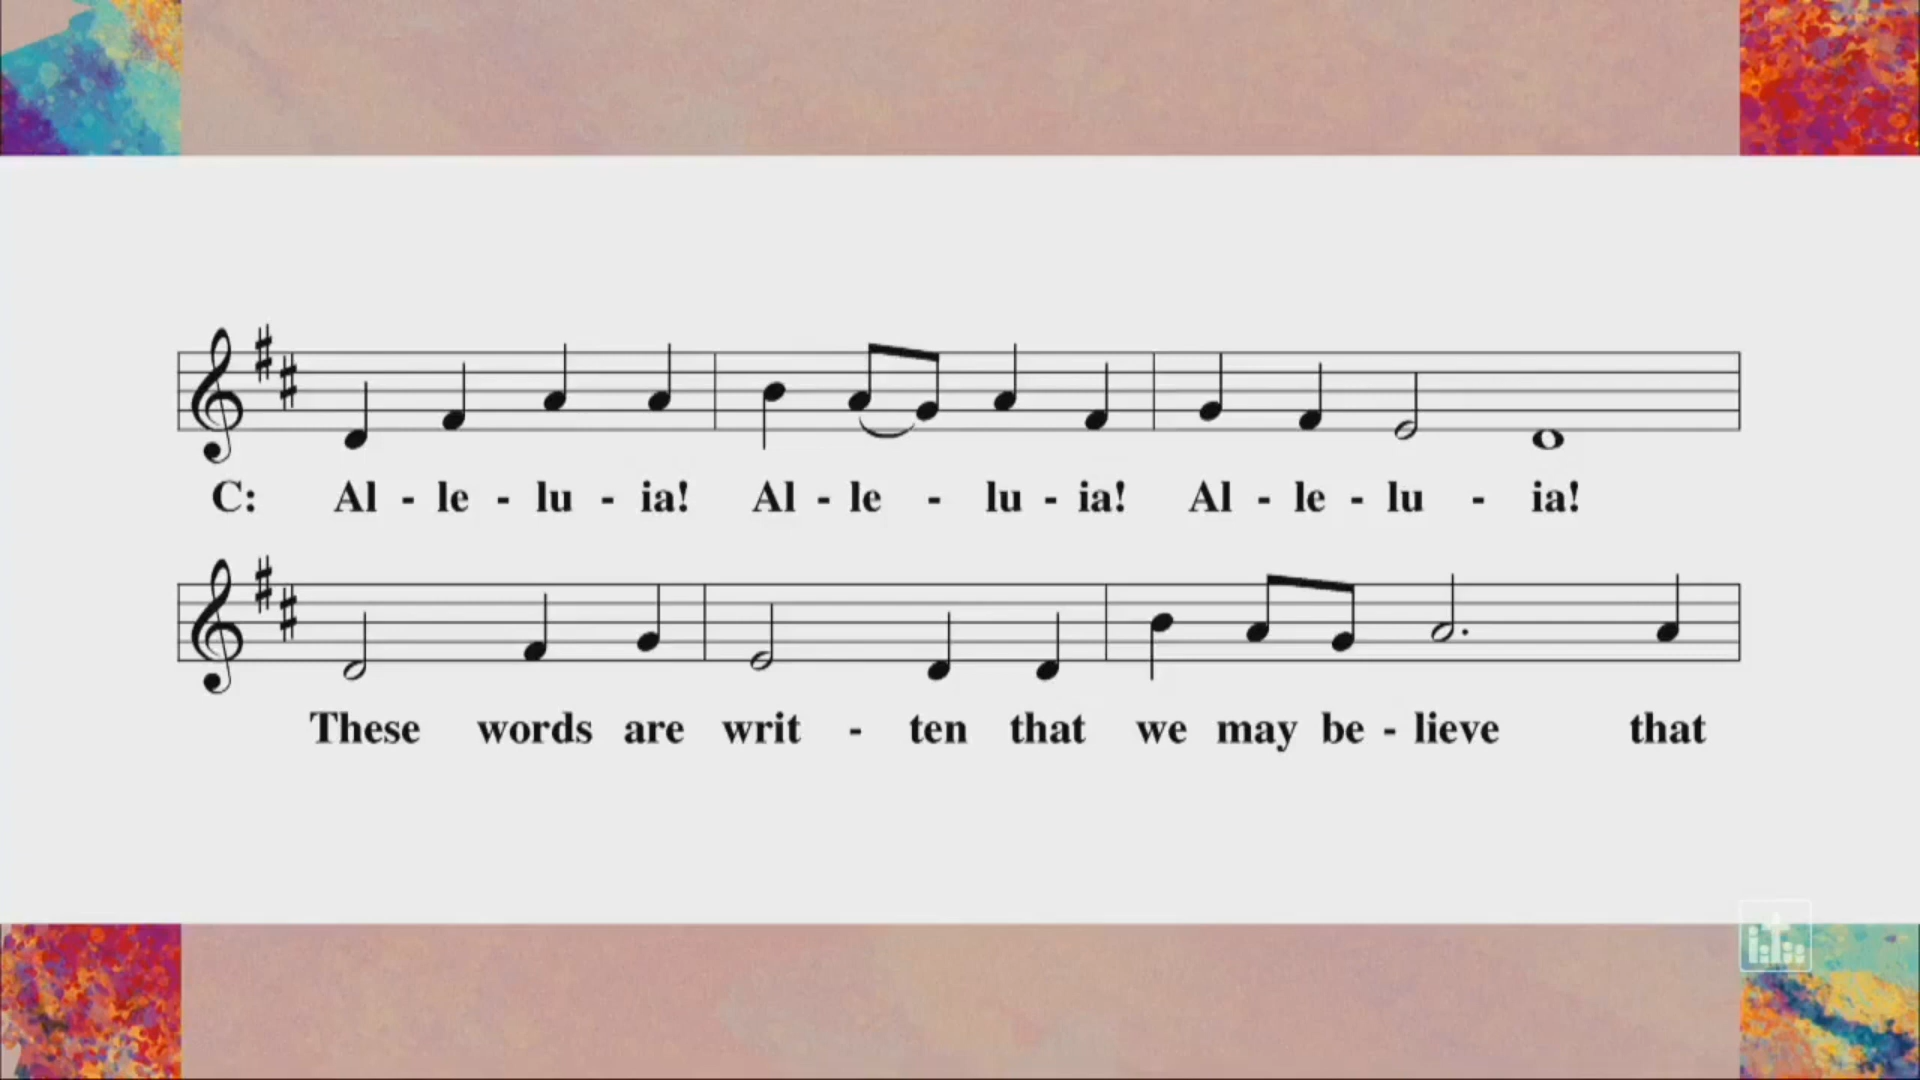 C: Al - le - lu - ia! Al - le - lu - ia! Al - le - lu - ia!
These words are writ - ten that we may be - lieve that